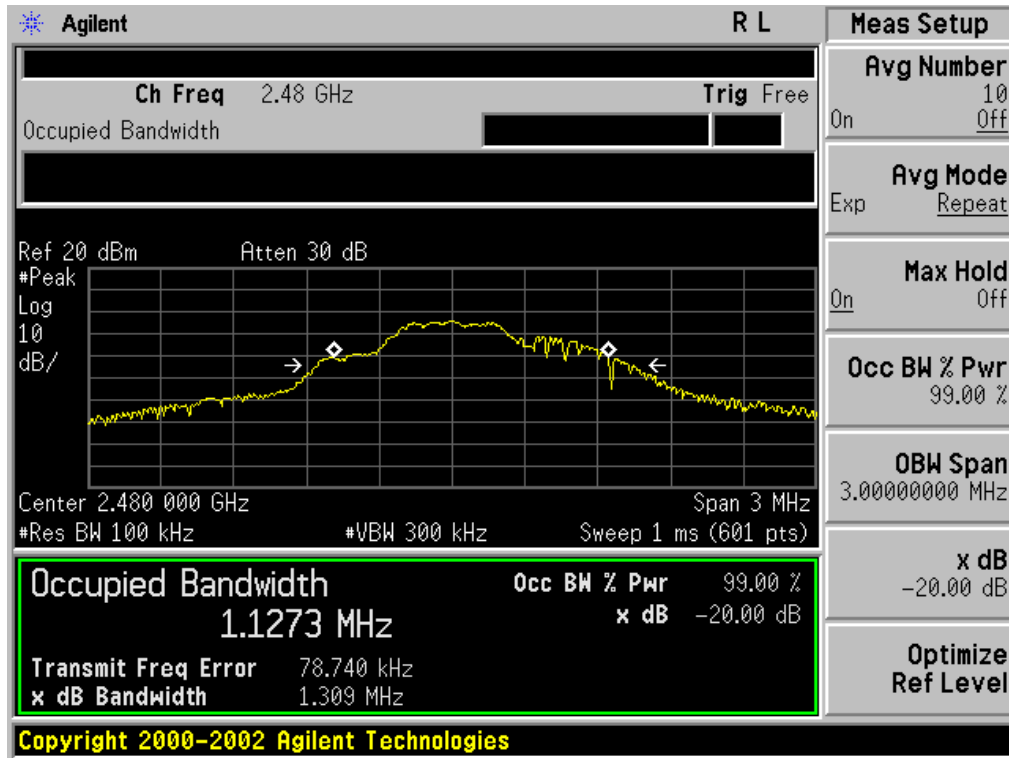 Agilent
R L
Ch Freq 2.48 GHz
Trig Free
Occupied Bandwidth
Ref 20 dBm
Atten 30 dB
#Peak
Log
10
dB/
Center 2.480 000 GHz
Span 3 MHz
#Res BW 100 kHz
#VBW 300 kHz
Sweep 1 ms (601 pts)
Occupied Bandwidth
1.1273 MHz
Occ BW % Pwr 99.00 %
x dB -20.00 dB
Transmit Freq Error 78.740 kHz
x dB Bandwidth 1.309 MHz
Copyright 2000-2002 Agilent Technologies
Meas Setup
Avg Number
10
On Off
Avg Mode
Exp Repeat
Max Hold
On Off
Occ BW % Pwr
99.00 %
OBW Span
3.00000000 MHz
x dB
-20.00 dB
Optimize
Ref Level